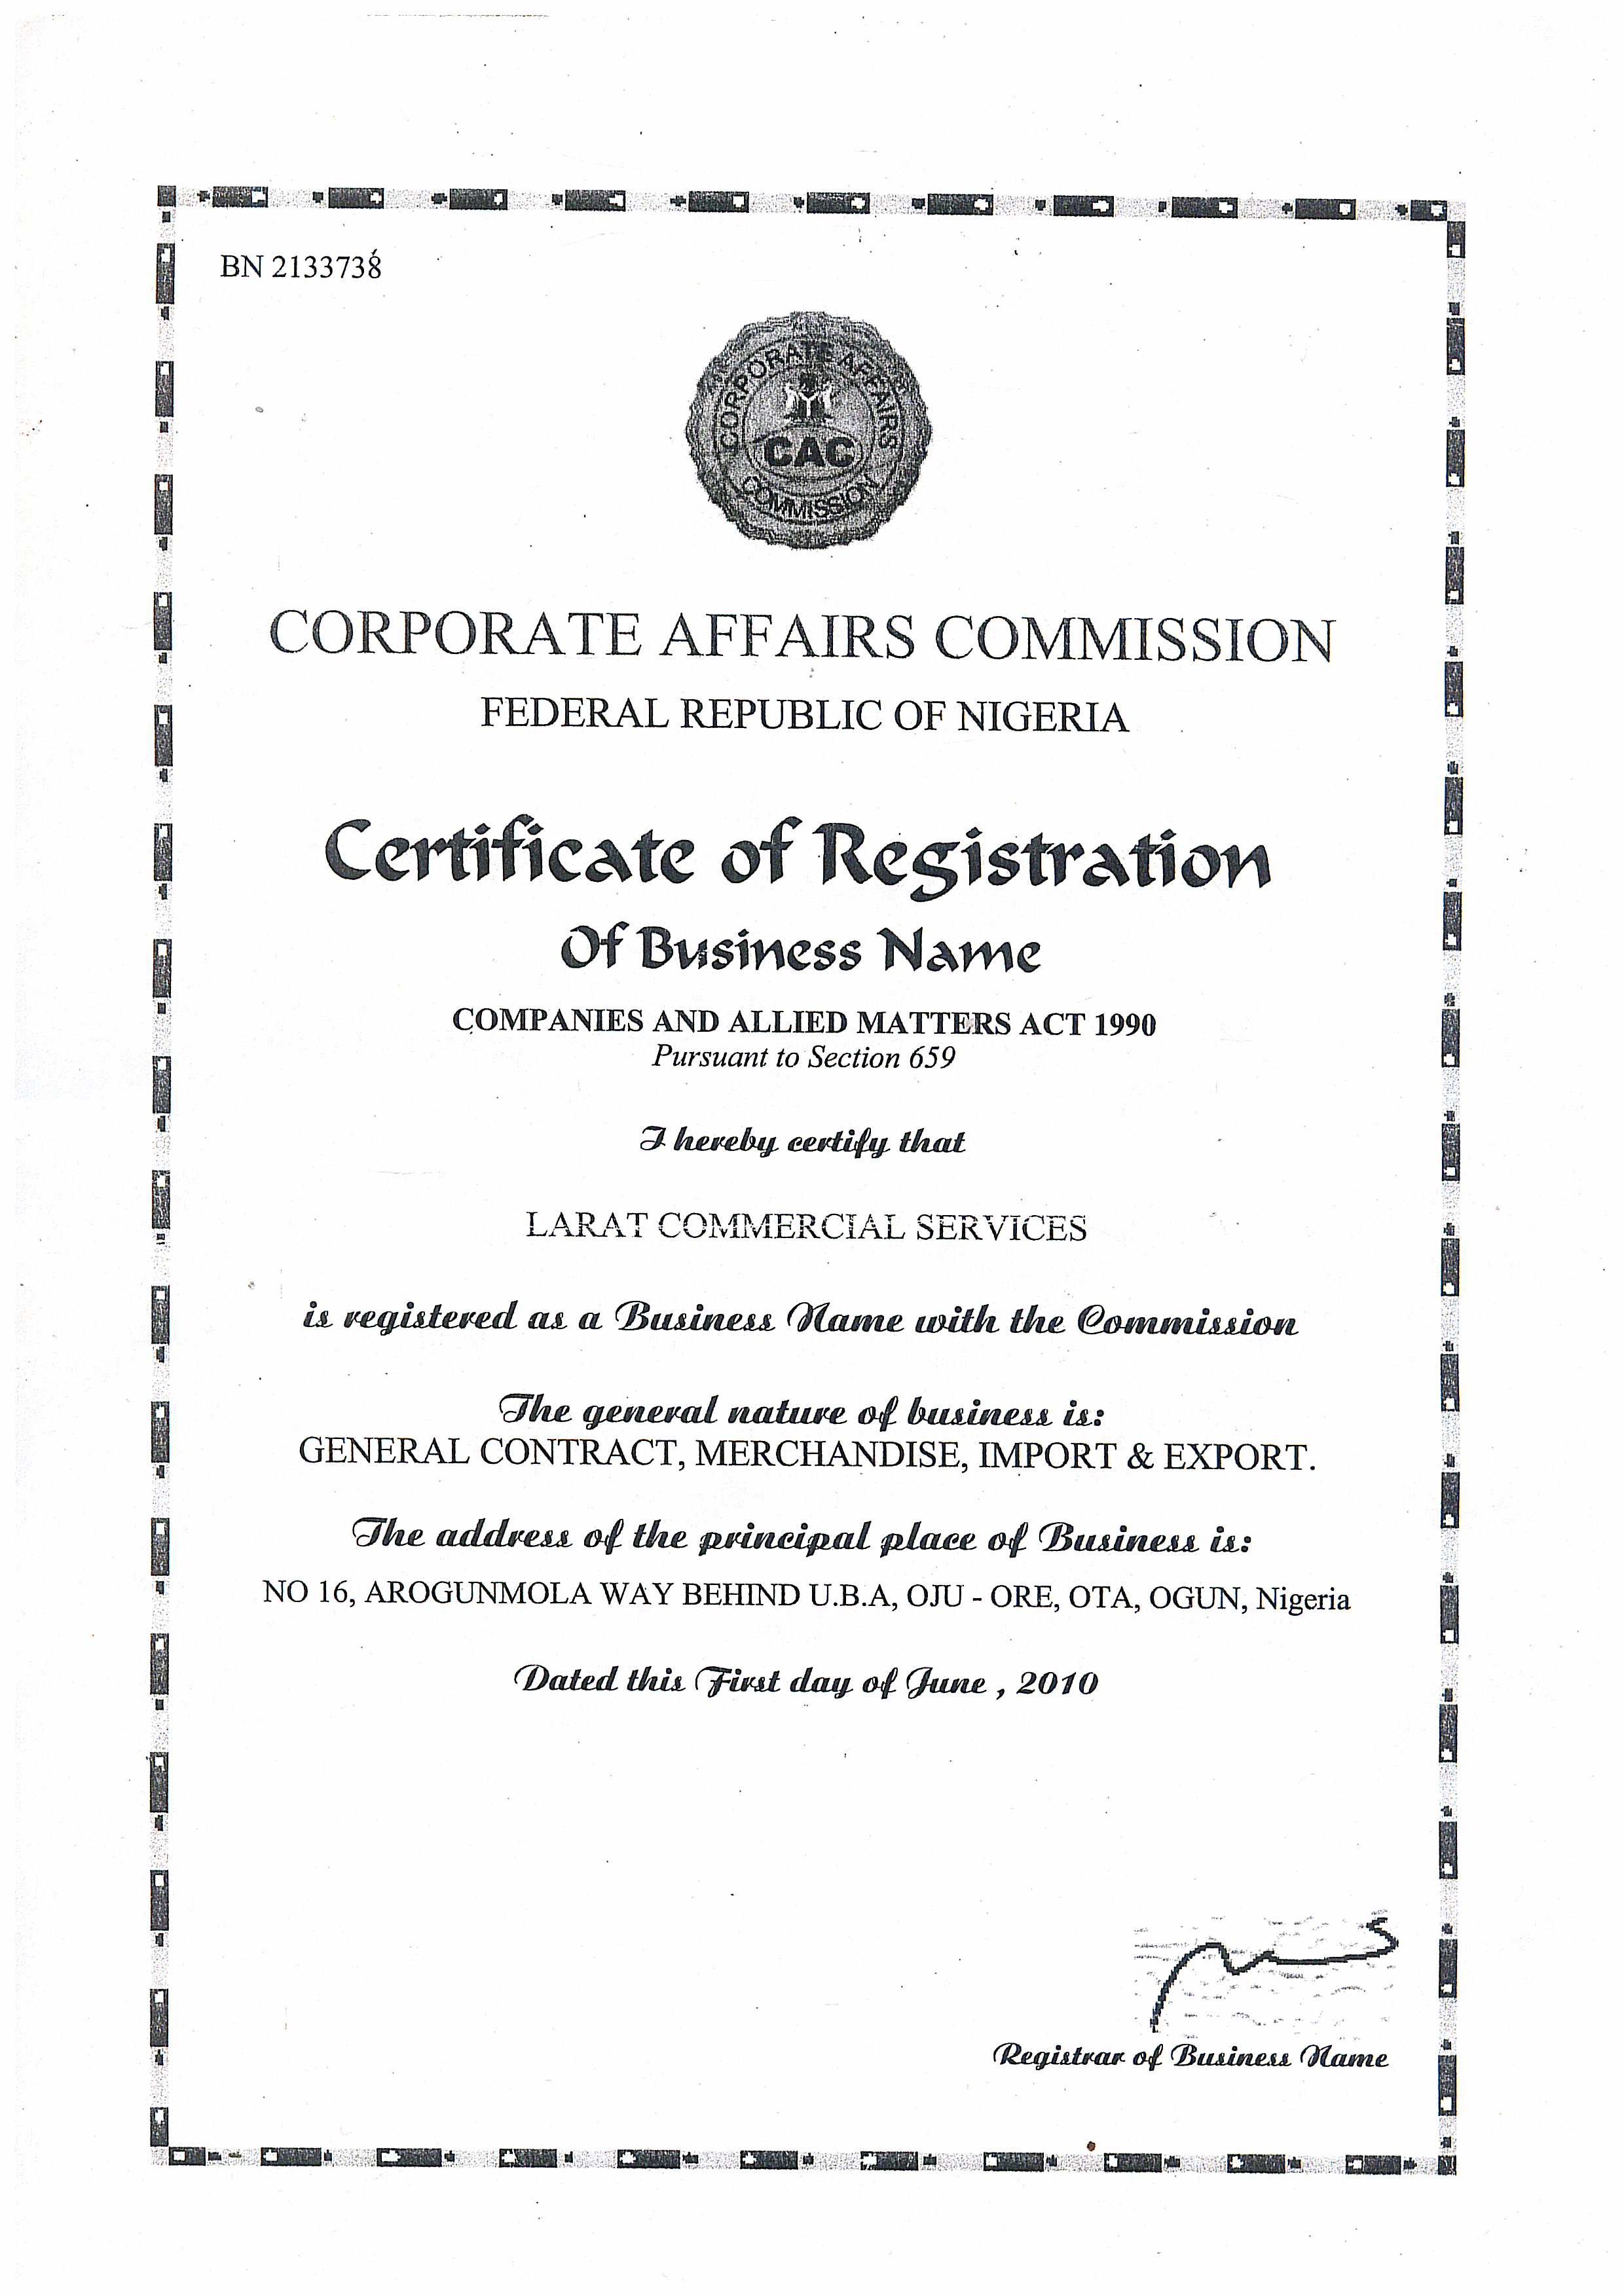 BN 2133738
CORPORATE AFFAIRS
CAC
COMMISSION
CORPORATE AFFAIRS COMMISSION
FEDERAL REPUBLIC OF NIGERIA
Certificate of Registration
Of Business Name
COMPANIES AND ALLIED MATTERS ACT 1990
Pursuant to Section 659
I hereby certify that
LARAT COMMERCIAL SERVICES
is registered as a Business Name with the Commission
The general nature of business is:
GENERAL CONTRACT, MERCHANDISE, IMPORT & EXPORT.
The address of the principal place of Business is:
NO 16, AROGUNMOLA WAY BEHIND U.B.A, OJU - ORE, OTA, OGUN, Nigeria
Dated this First day of June , 2010
Registrar of Business Name